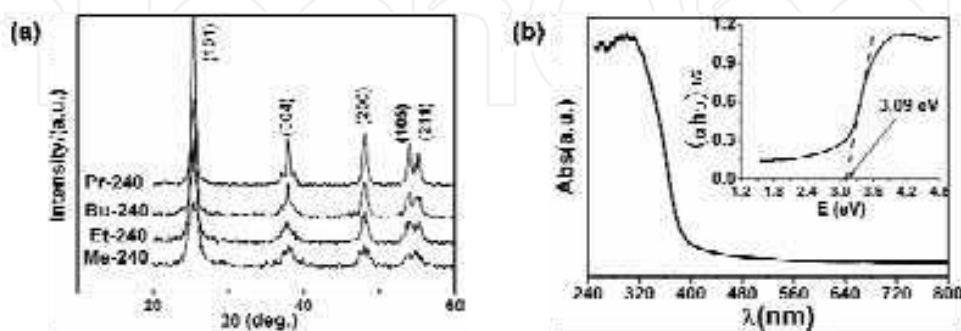 (a)
Intensity/(a.u.)
(101)
(004)
(200)
(105)
(211)
Pr-240
Bu-240
Et-240
Me-240
20 40 60
2θ (deg.)
(b)
Abs(a.u.)
1.2
0.9
0.6
0.3
0.0
3.09 eV
1.2 2.4 3.0 3.6 4.2 4.8
E (eV)
240 320 400 480 560 640 720 800
λ(nm)